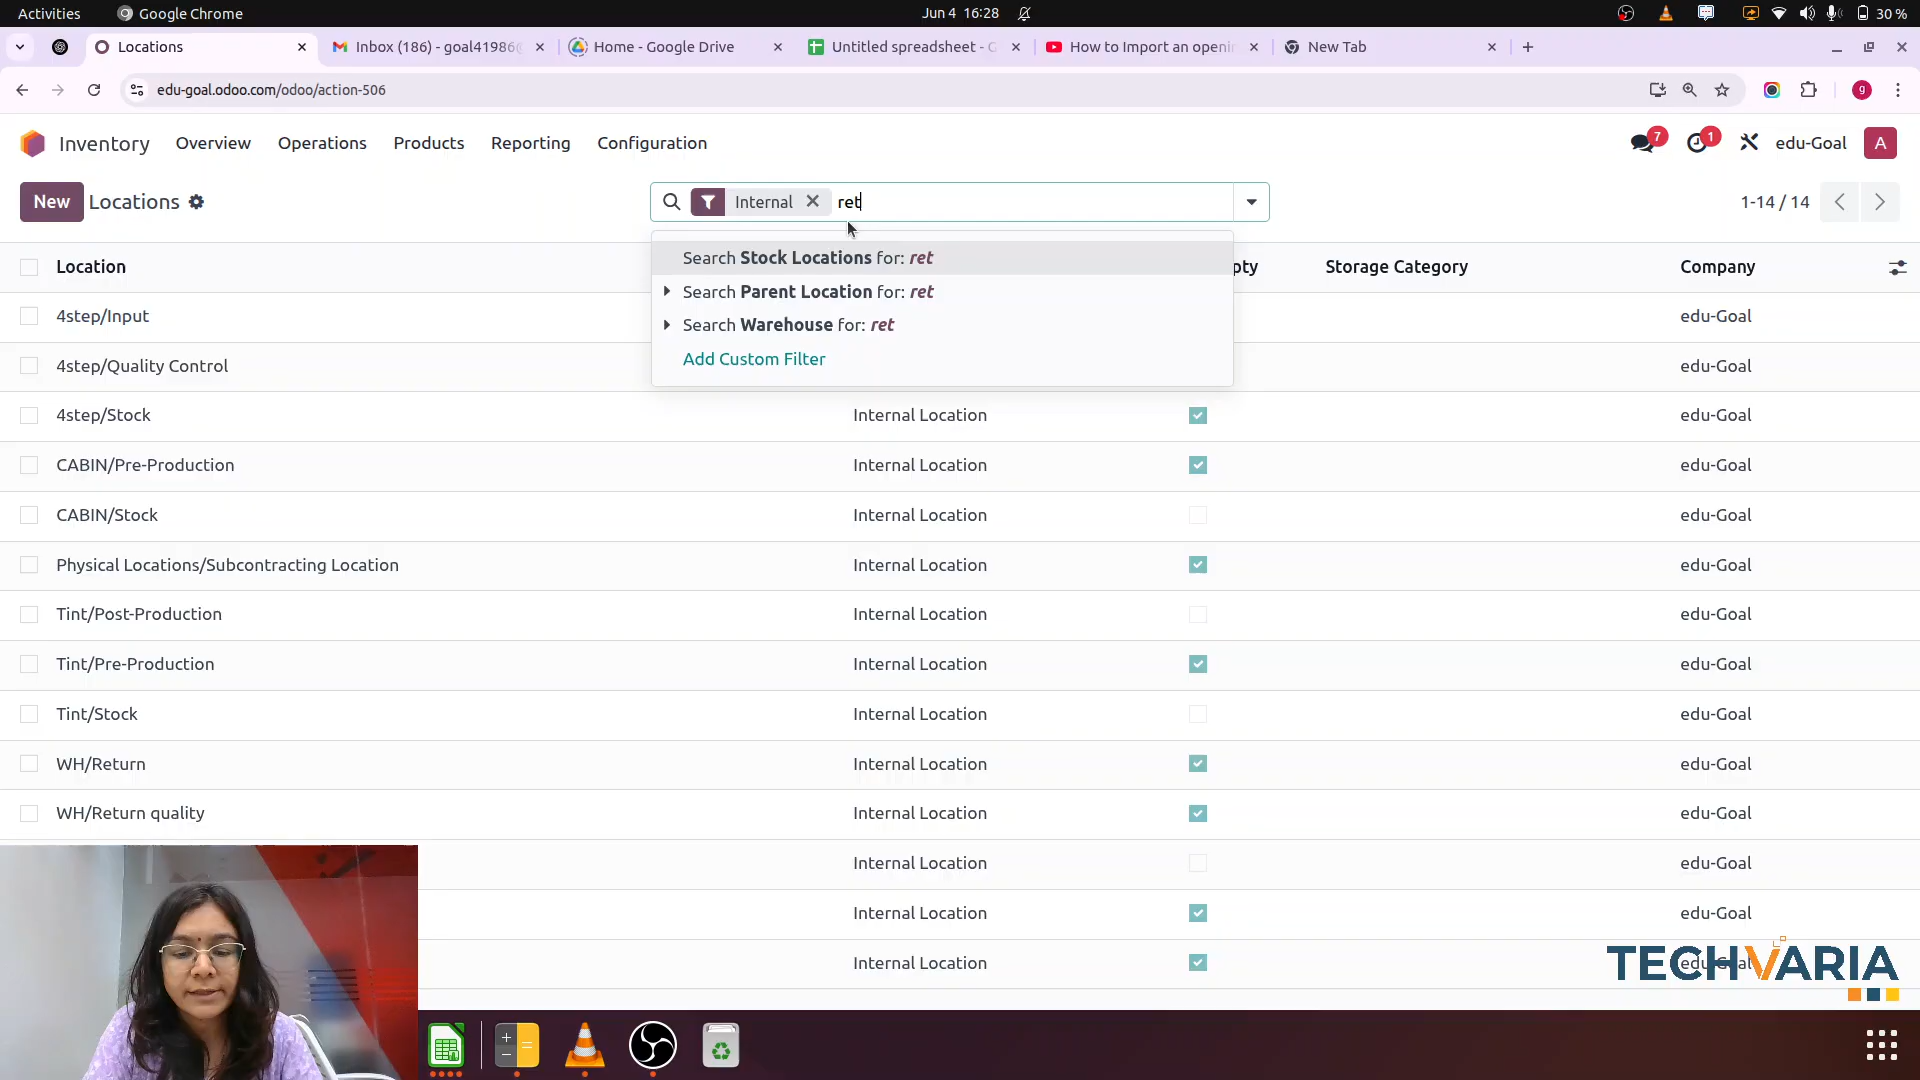 Activities Google Chrome Jun 4 16:28 30 %
Locations Inbox (186) - goal41986 Home - Google Drive Untitled spreadsheet - G How to Import an openin New Tab
edu-goal.odoo.com/odoo/action-506 g
Inventory Overview Operations Products Reporting Configuration 7 1 edu-Goal A
New Locations Internal ret 1-14 / 14
Search Stock Locations for: ret
Search Parent Location for: ret
Search Warehouse for: ret
Add Custom Filter
Location pty Storage Category Company
4step/Input edu-Goal
4step/Quality Control edu-Goal
4step/Stock Internal Location edu-Goal
CABIN/Pre-Production Internal Location edu-Goal
CABIN/Stock Internal Location edu-Goal
Physical Locations/Subcontracting Location Internal Location edu-Goal
Tint/Post-Production Internal Location edu-Goal
Tint/Pre-Production Internal Location edu-Goal
Tint/Stock Internal Location edu-Goal
WH/Return Internal Location edu-Goal
WH/Return quality Internal Location edu-Goal
Internal Location edu-Goal
Internal Location edu-Goal
Internal Location
TECHVARIA